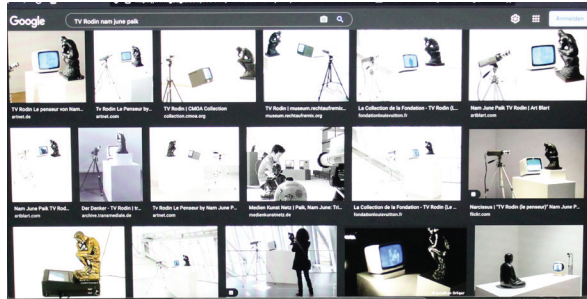 Google
TV Rodin nam june paik
Anmelden
TV Rodin Le penseur von Nam...
artnet.de
TV Rodin Le Penseur by...
artnet.com
TV Rodin | CMOA Collection
collection.cmoa.org
TV Rodin | museum.rechtaufremix...
museum.rechtaufremix.org
La Collection de la Fondation - TV Rodin (L...
fondationlouisvuitton.fr
Nam June Paik TV Rodin | Art Blart
artblart.com
Nam June Paik TV Rod...
artblart.com
Der Denker - TV Rodin | tr...
archive.transmediale.de
TV Rodin Le Penseur by Nam June P...
artnet.com
Medien Kunst Netz | Paik, Nam June: Tri...
medienkunstnetz.de
La Collection de la Fondation - TV Rodin (Le ...
fondationlouisvuitton.fr
Narcissus | "TV Rodin (le penseur)" Nam June P...
flickr.com